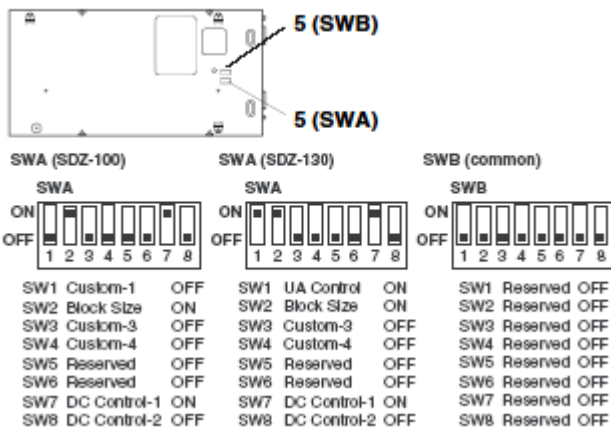 5 (SWB)
5 (SWA)
SWA (SDZ-100)
SWA
ON
OFF
1 2 3 4 5 6 7 8
SW1 Custom-1 OFF
SW2 Block Size ON
SW3 Custom-3 OFF
SW4 Custom-4 OFF
SW5 Reserved OFF
SW6 Reserved OFF
SW7 DC Control-1 ON
SW8 DC Control-2 OFF
SWA (SDZ-130)
SWA
ON
OFF
1 2 3 4 5 6 7 8
SW1 UA Control ON
SW2 Block Size ON
SW3 Custom-3 OFF
SW4 Custom-4 OFF
SW5 Reserved OFF
SW6 Reserved OFF
SW7 DC Control-1 ON
SW8 DC Control-2 OFF
SWB (common)
SWB
ON
OFF
1 2 3 4 5 6 7 8
SW1 Reserved OFF
SW2 Reserved OFF
SW3 Reserved OFF
SW4 Reserved OFF
SW5 Reserved OFF
SW6 Reserved OFF
SW7 Reserved OFF
SW8 Reserved OFF